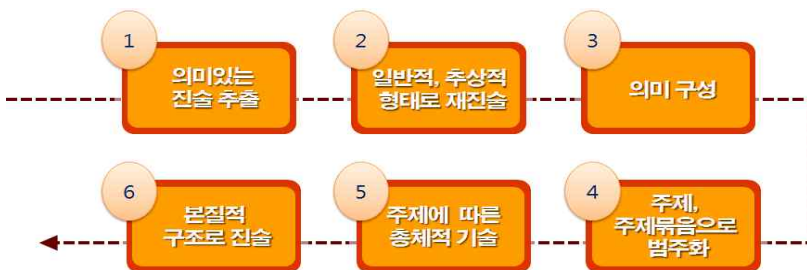 1
의미있는
진술 추출
2
일반적, 추상적
형태로 재진술
3
의미 구성
4
주제,
주제묶음으로
범주화
5
주제에 따른
총체적 기술
6
본질적
구조로 진술